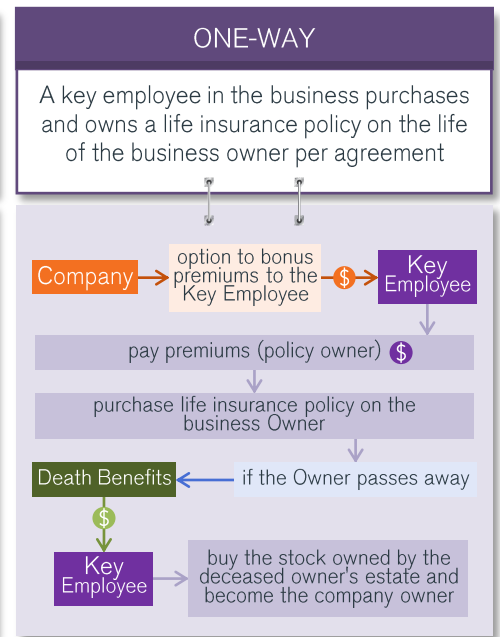 ONE-WAY
A key employee in the business purchases
and owns a life insurance policy on the life
of the business owner per agreement
Company
option to bonus
premiums to the
Key Employee
$
Key
Employee
pay premiums (policy owner) $
purchase life insurance policy on the
business Owner
Death Benefits
if the Owner passes away
$
Key
Employee
buy the stock owned by the
deceased owner's estate and
become the company owner